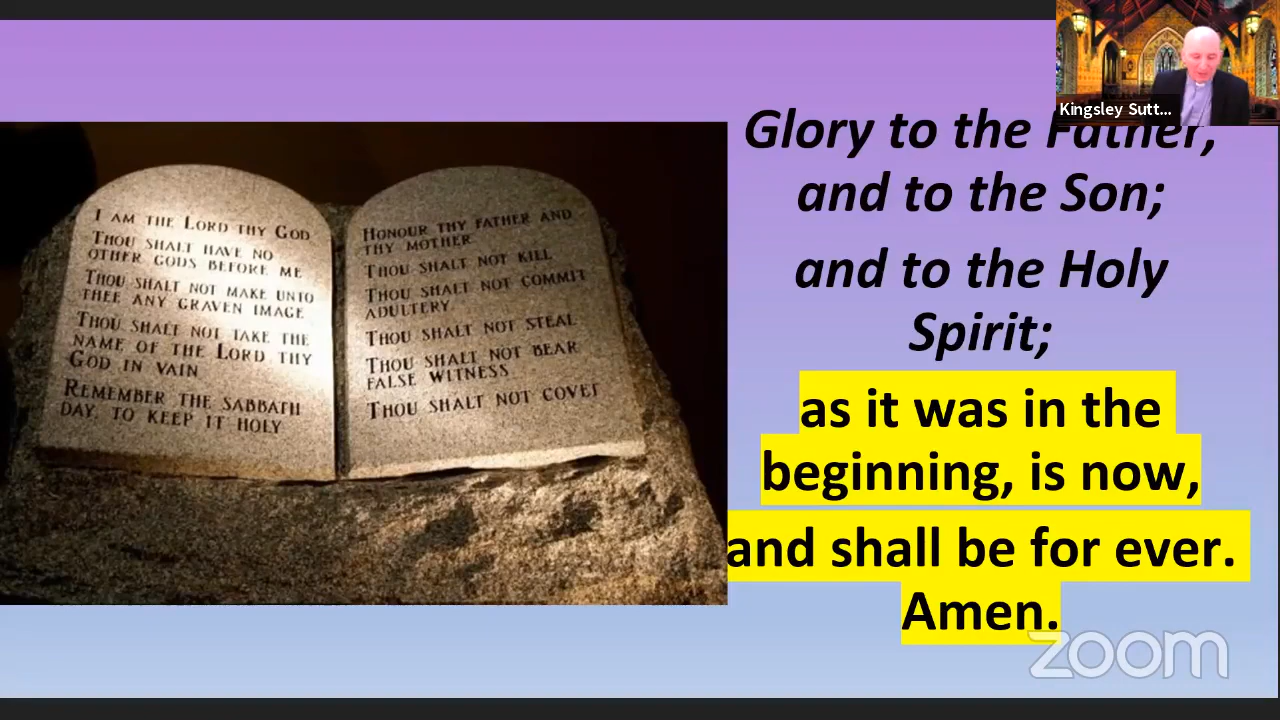 Kingsley Sutt...
Glory to the Father,
and to the Son;
and to the Holy
Spirit;
as it was in the
beginning, is now,
and shall be for ever.
Amen.
I AM THE LORD THY GOD
THOU SHALT HAVE NO
OTHER GODS BEFORE ME
THOU SHALT NOT MAKE UNTO
THEE ANY GRAVEN IMAGE
THOU SHALT NOT TAKE THE
NAME OF THE LORD THY
GOD IN VAIN
REMEMBER THE SABBATH
DAY, TO KEEP IT HOLY
HONOUR THY FATHER AND
THY MOTHER
THOU SHALT NOT KILL
THOU SHALT NOT COMMIT
ADULTERY
THOU SHALT NOT STEAL
THOU SHALT NOT BEAR
FALSE WITNESS
THOU SHALT NOT COVET
zoom